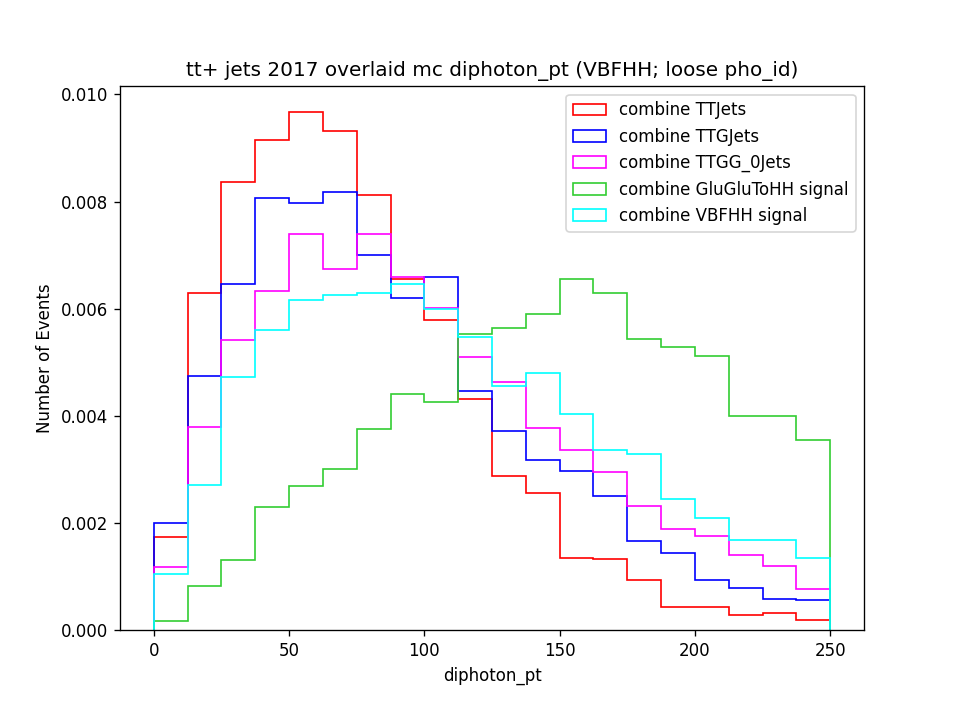 tt+ jets 2017 overlaid mc diphoton_pt (VBFHH; loose pho_id)
combine TTJets
combine TTGJets
combine TTGG_0Jets
combine GluGluToHH signal
combine VBFHH signal
Number of Events
0.010
0.008
0.006
0.004
0.002
0.000
0 50 100 150 200 250
diphoton_pt